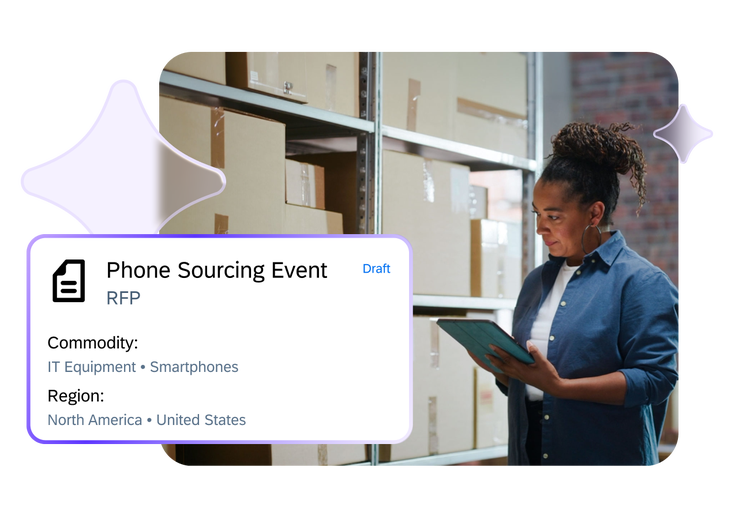 Phone Sourcing Event
Draft
RFP
Commodity:
IT Equipment • Smartphones
Region:
North America • United States